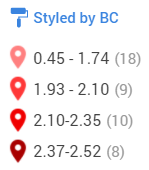 Styled by BC
0.45 - 1.74 (18)
1.93 - 2.10 (9)
2.10-2.35 (10)
2.37-2.52 (8)